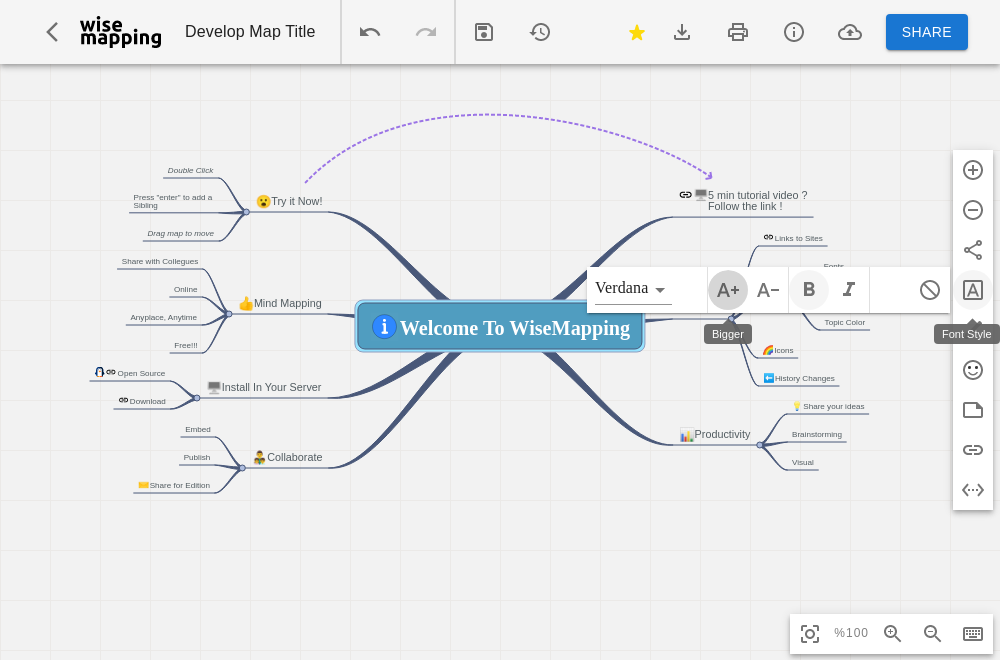 wise
mapping
Develop Map Title
SHARE
Double Click
Press "enter" to add a
Sibling
Drag map to move
Try it Now!
5 min tutorial video ?
Follow the link !
Links to Sites
Share with Collegues
Online
Anyplace, Anytime
Free!!!
Mind Mapping
Welcome To WiseMapping
Verdana
A+
A-
B
I
A
Bigger
Font Style
Topic Color
Icons
History Changes
Open Source
Download
Install In Your Server
Share your ideas
Brainstorming
Visual
Productivity
Embed
Publish
Share for Edition
Collaborate
%100